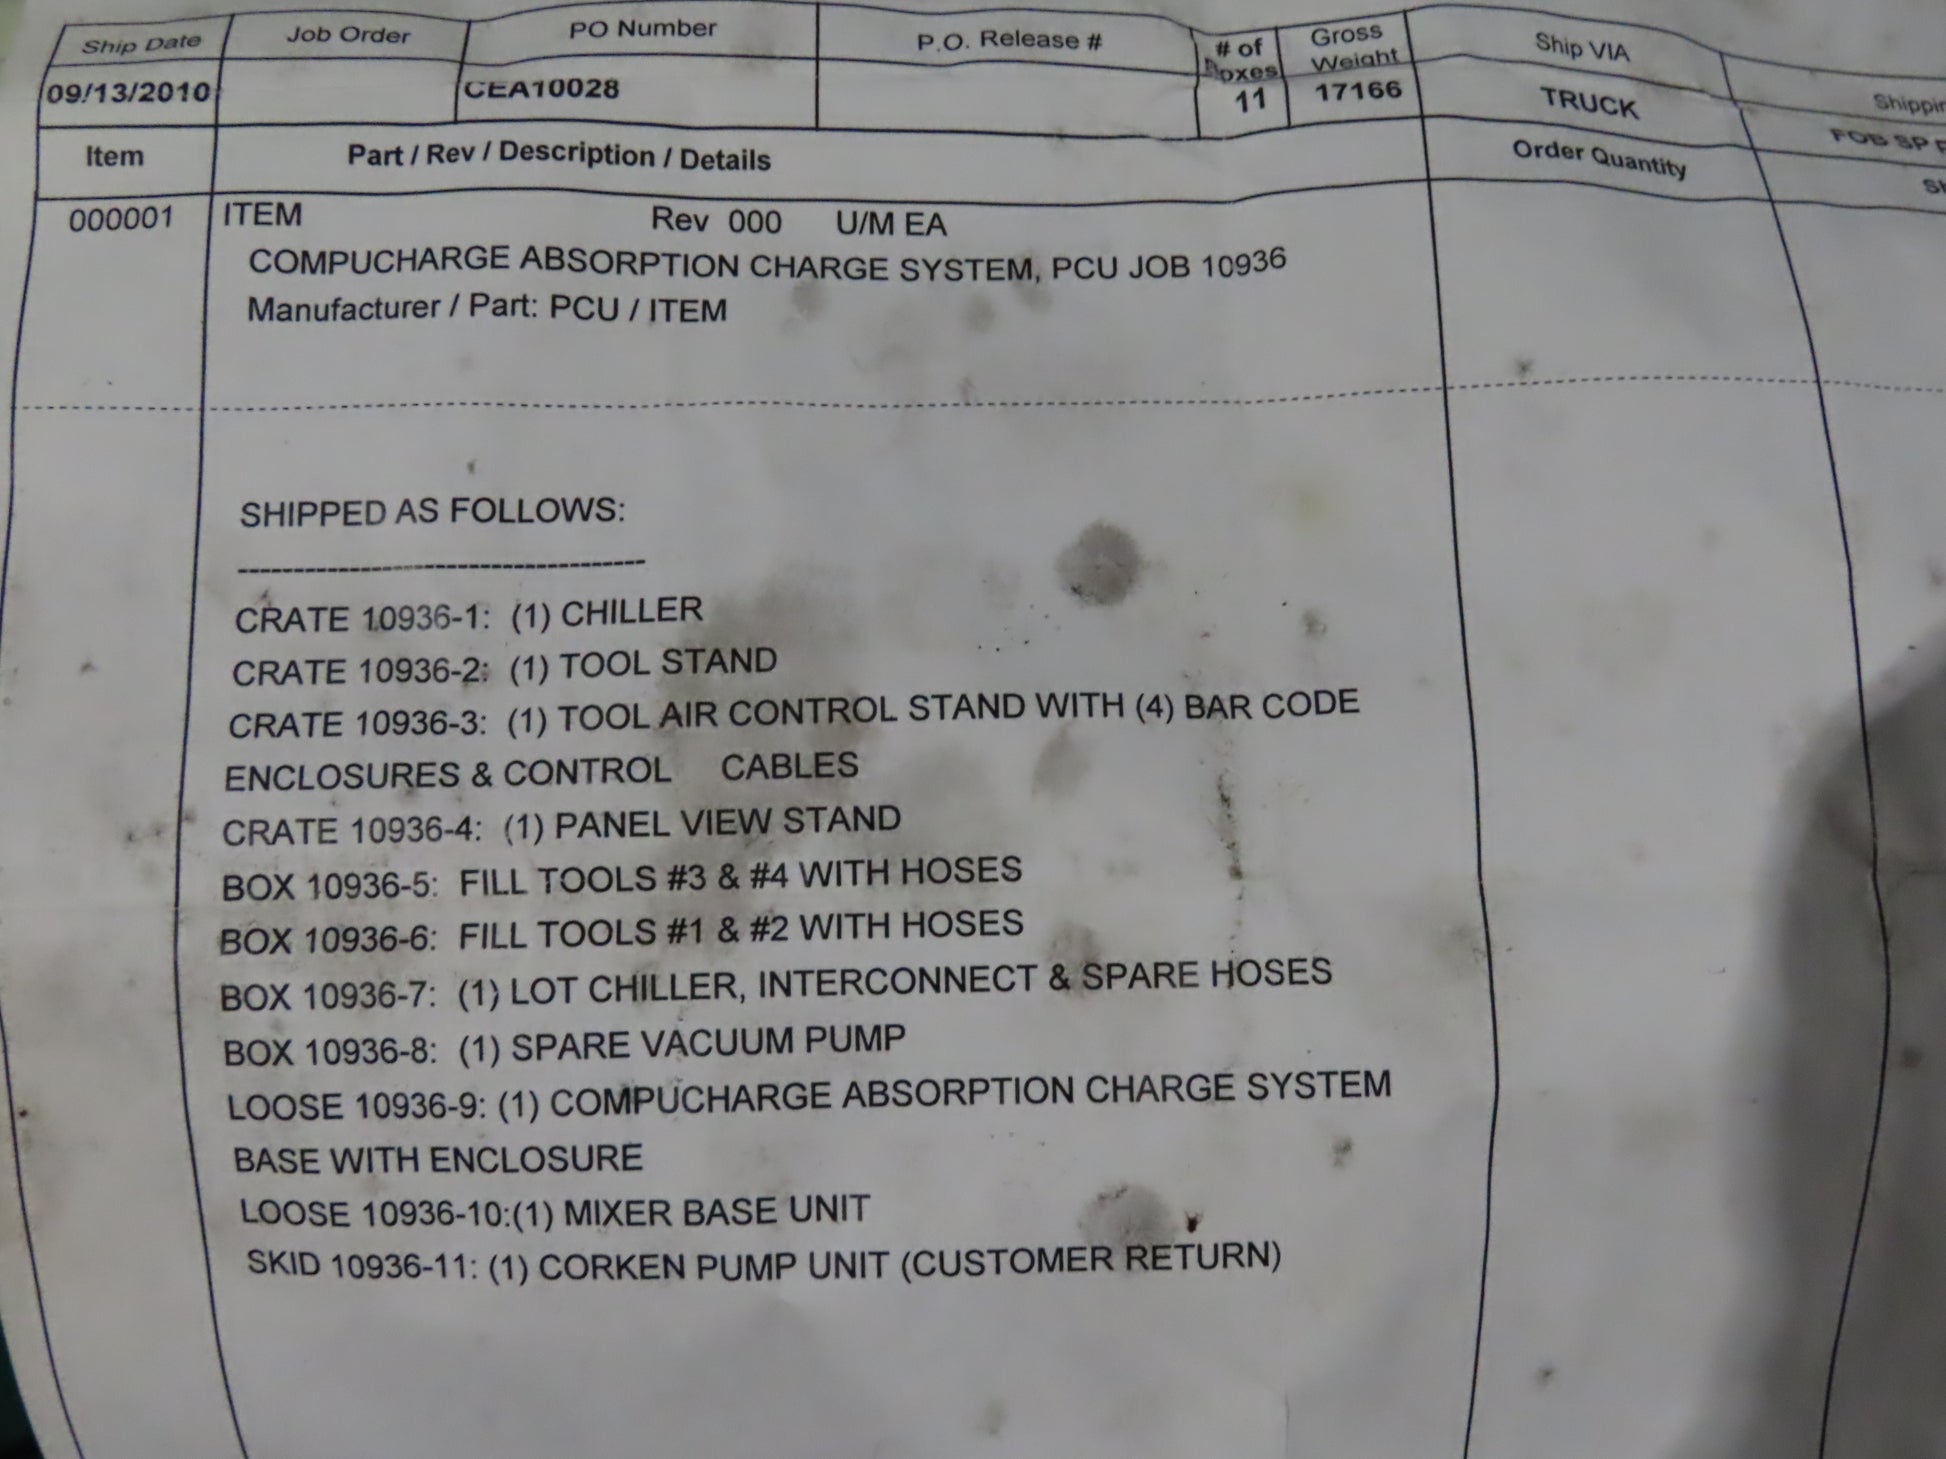 Ship Date Job Order PO Number P.O. Release # # of Boxes Gross Weight Ship VIA
09/13/2010 CEA10028 11 17166 TRUCK
FOB SP
Item Part / Rev / Description / Details Order Quantity
000001 ITEM Rev 000 U/M EA
COMPUCHARGE ABSORPTION CHARGE SYSTEM, PCU JOB 10936
Manufacturer / Part: PCU / ITEM
SHIPPED AS FOLLOWS:
------------------------------------
CRATE 10936-1: (1) CHILLER
CRATE 10936-2: (1) TOOL STAND
CRATE 10936-3: (1) TOOL AIR CONTROL STAND WITH (4) BAR CODE
ENCLOSURES & CONTROL CABLES
CRATE 10936-4: (1) PANEL VIEW STAND
BOX 10936-5: FILL TOOLS #3 & #4 WITH HOSES
BOX 10936-6: FILL TOOLS #1 & #2 WITH HOSES
BOX 10936-7: (1) LOT CHILLER, INTERCONNECT & SPARE HOSES
BOX 10936-8: (1) SPARE VACUUM PUMP
LOOSE 10936-9: (1) COMPUCHARGE ABSORPTION CHARGE SYSTEM
BASE WITH ENCLOSURE
LOOSE 10936-10:(1) MIXER BASE UNIT
SKID 10936-11: (1) CORKEN PUMP UNIT (CUSTOMER RETURN)